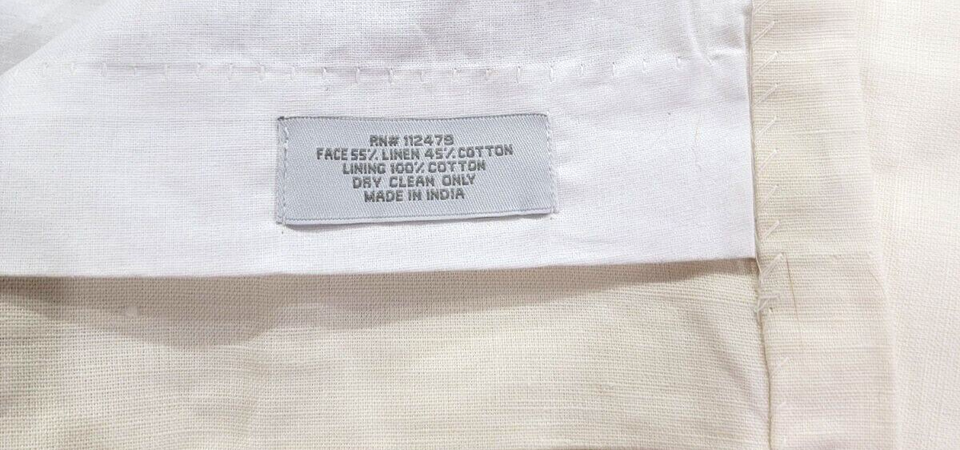 RN# 112479
FACE 55% LINEN 45% COTTON
LINING 100% COTTON
DRY CLEAN ONLY
MADE IN INDIA